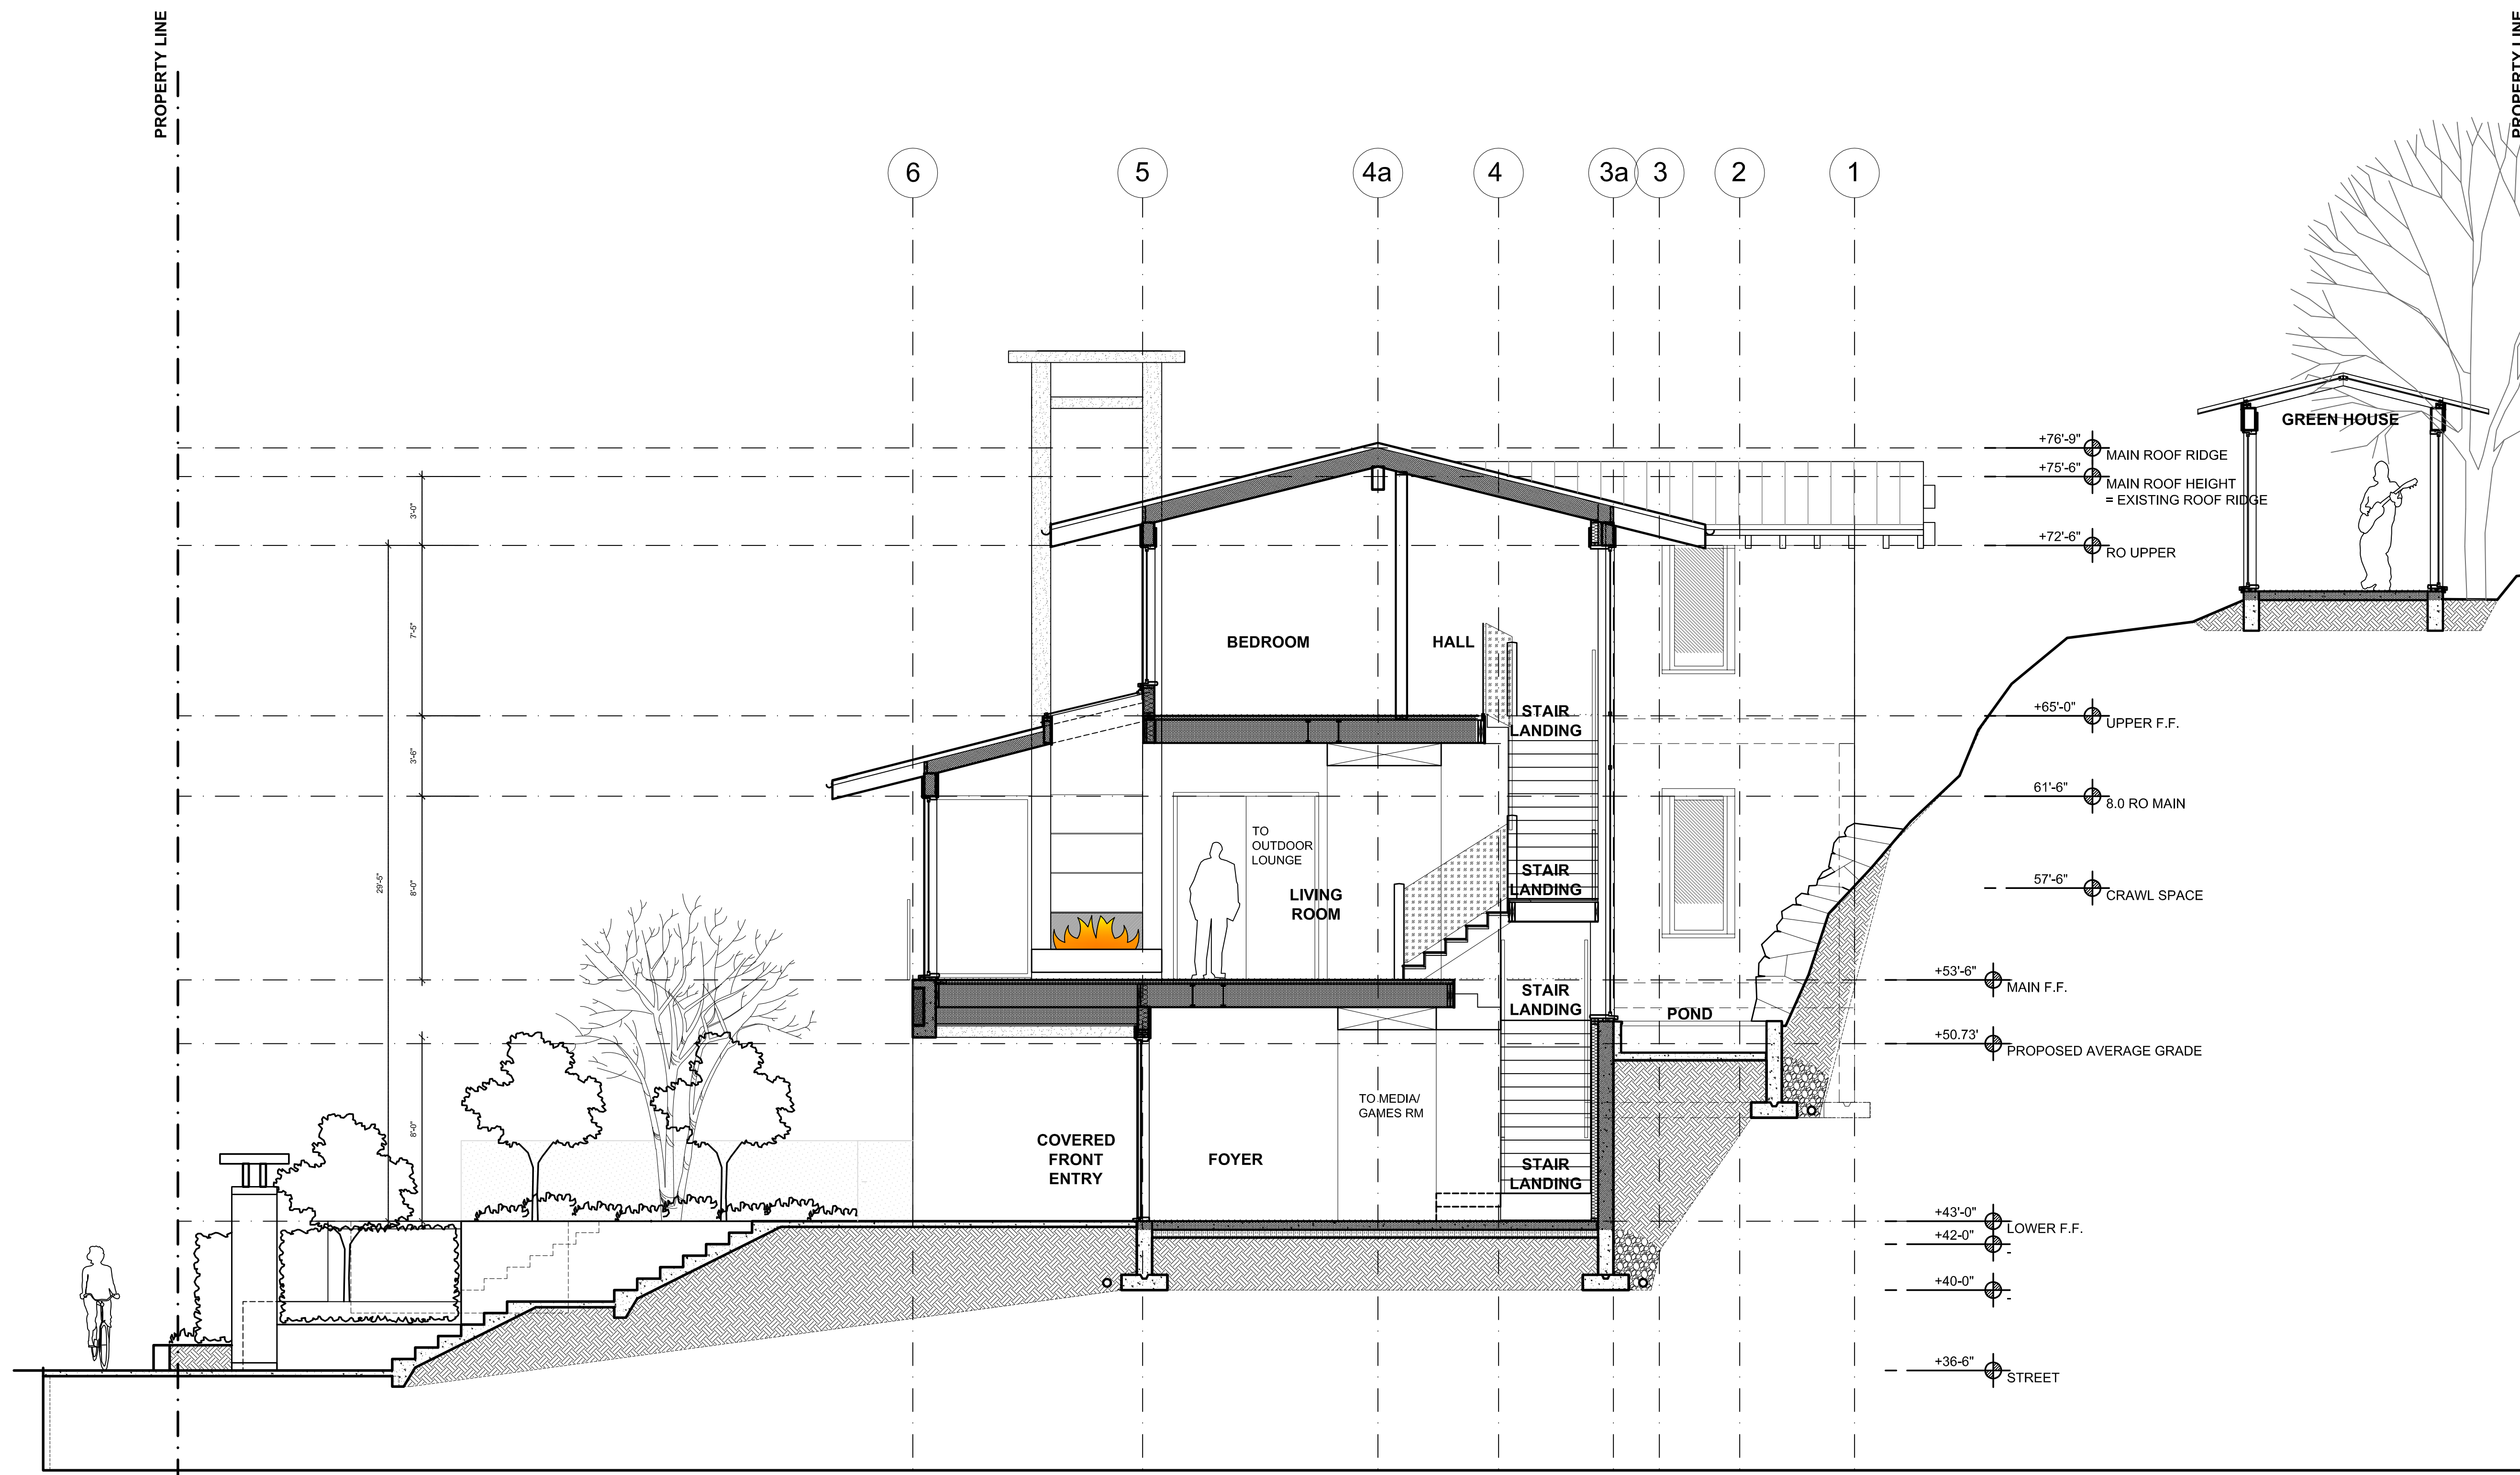 PROPERTY LINE
PROPERTY LINE
6
5
4a
4
3a
3
2
1
GREEN HOUSE
+76'-9"
MAIN ROOF RIDGE
+75'-6"
MAIN ROOF HEIGHT
= EXISTING ROOF RIDGE
3'-0"
+72'-6"
RO UPPER
7'-5"
BEDROOM
HALL
STAIR
LANDING
+65'-0"
UPPER F.F.
3'-6"
61'-6"
8.0 RO MAIN
TO
OUTDOOR
LOUNGE
LIVING
ROOM
STAIR
LANDING
29'-5"
8'-0"
57'-6"
CRAWL SPACE
+53'-6"
MAIN F.F.
STAIR
LANDING
POND
+50.73'
PROPOSED AVERAGE GRADE
TO MEDIA/
GAMES RM
8'-0"
COVERED
FRONT
ENTRY
FOYER
STAIR
LANDING
+43'-0"
LOWER F.F.
+42-0"
-
+40-0"
-
+36-6"
STREET